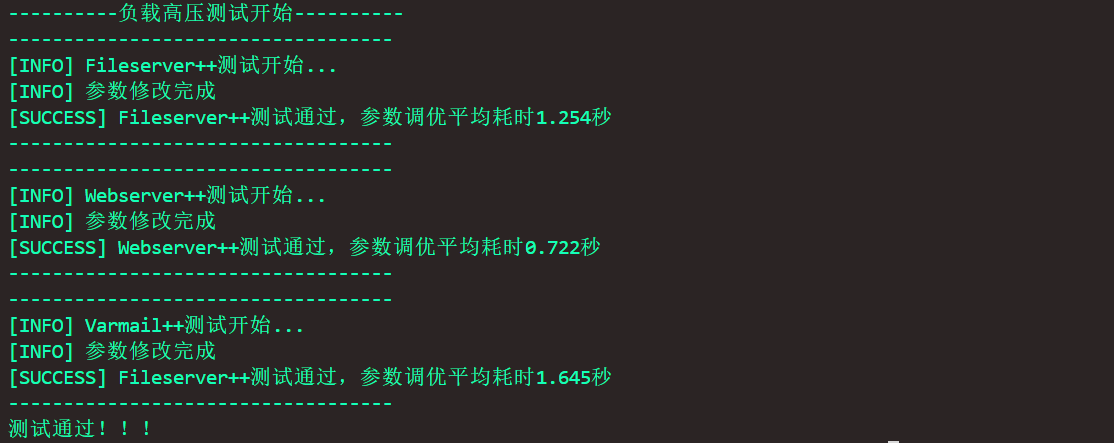 ----------负载高压测试开始----------
-----------------------------------
[INFO] Fileserver++测试开始...
[INFO] 参数修改完成
[SUCCESS] Fileserver++测试通过，参数调优平均耗时1.254秒
-----------------------------------
-----------------------------------
[INFO] Webserver++测试开始...
[INFO] 参数修改完成
[SUCCESS] Webserver++测试通过，参数调优平均耗时0.722秒
-----------------------------------
-----------------------------------
[INFO] Varmail++测试开始...
[INFO] 参数修改完成
[SUCCESS] Fileserver++测试通过，参数调优平均耗时1.645秒
-----------------------------------
测试通过！！！